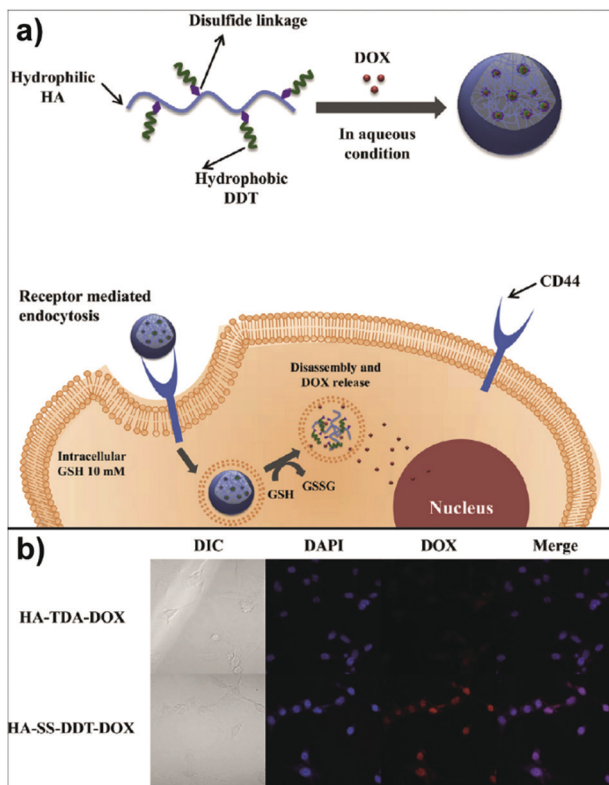 a)
Disulfide linkage
Hydrophilic
HA
DOX
In aqueous
condition
Hydrophobic
DDT
Receptor mediated
endocytosis
CD44
Disassembly and
DOX release
Intracellular
GSH 10 mM
GSH
GSSG
Nucleus
b)
DIC DAPI DOX Merge
HA-TDA-DOX
HA-SS-DDT-DOX